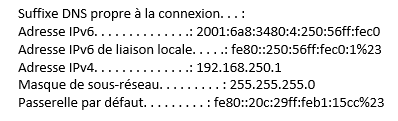 Suffixe DNS propre à la connexion. . . :
Adresse IPv6. . . . . . . . . . . . . .: 2001:6a8:3480:4:250:56ff:fec0
Adresse IPv6 de liaison locale. . . . .: fe80::250:56ff:fec0:1%23
Adresse IPv4. . . . . . . . . . . . . .: 192.168.250.1
Masque de sous-réseau. . . . . . . . . : 255.255.255.0
Passerelle par défaut. . . . . . . . . : fe80::20c:29ff:feb1:15cc%23